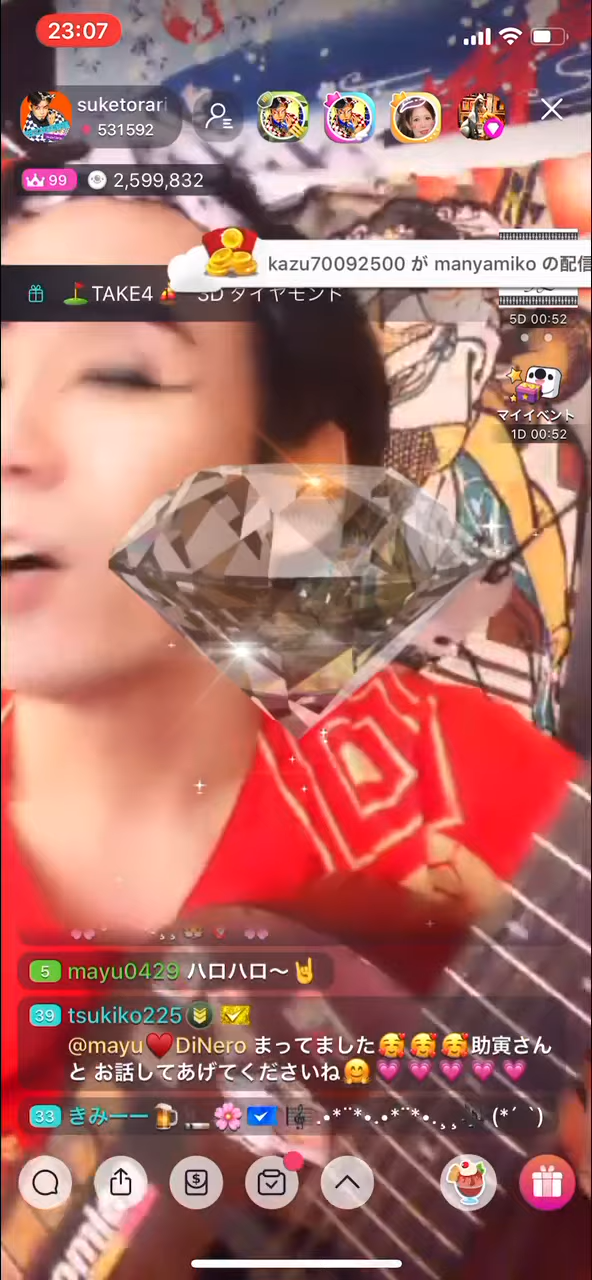 23:07
suketorari
531592
99 2,599,832
kazu70092500 が manyamiko の配信
TAKE4 3D ダイヤモンド
5D 00:52
マイイベント
1D 00:52
5 mayu0429 ハロハロ〜🤘
39 tsukiko225
@mayu♥️DiNero まってました🥰🥰🥰助寅さん
と お話してあげてくださいね🤗💗💗💗💗💗
33 きみーー🍺🚬🌸 🎼.•*¨*•.¸¸ (*´ `)
omic